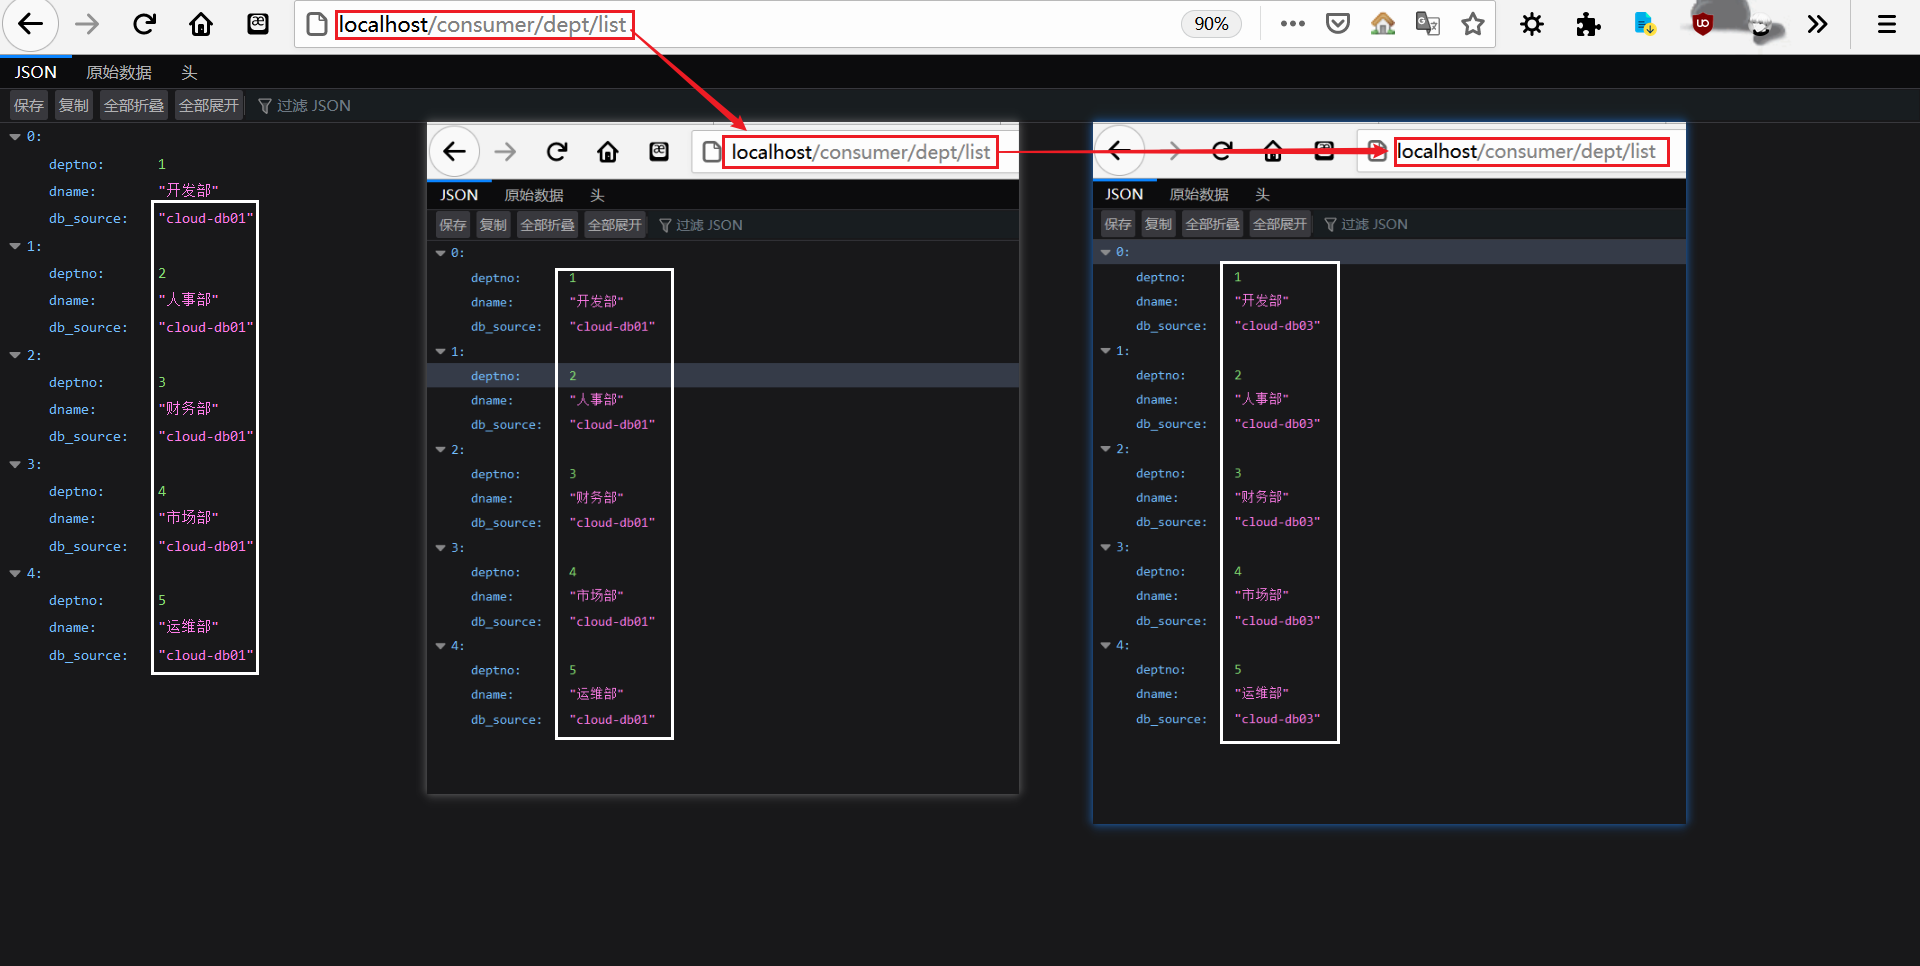 localhost/consumer/dept/list
90%
JSON 原始数据 头
保存 复制 全部折叠 全部展开 过滤 JSON
0:
deptno: 1
dname: "开发部"
db_source: "cloud-db01"
1:
deptno: 2
dname: "人事部"
db_source: "cloud-db01"
2:
deptno: 3
dname: "财务部"
db_source: "cloud-db01"
3:
deptno: 4
dname: "市场部"
db_source: "cloud-db01"
4:
deptno: 5
dname: "运维部"
db_source: "cloud-db01"
localhost/consumer/dept/list
JSON 原始数据 头
保存 复制 全部折叠 全部展开 过滤 JSON
0:
deptno: 1
dname: "开发部"
db_source: "cloud-db01"
1:
deptno: 2
dname: "人事部"
db_source: "cloud-db01"
2:
deptno: 3
dname: "财务部"
db_source: "cloud-db01"
3:
deptno: 4
dname: "市场部"
db_source: "cloud-db01"
4:
deptno: 5
dname: "运维部"
db_source: "cloud-db01"
localhost/consumer/dept/list
JSON 原始数据 头
保存 复制 全部折叠 全部展开 过滤 JSON
0:
deptno: 1
dname: "开发部"
db_source: "cloud-db03"
1:
deptno: 2
dname: "人事部"
db_source: "cloud-db03"
2:
deptno: 3
dname: "财务部"
db_source: "cloud-db03"
3:
deptno: 4
dname: "市场部"
db_source: "cloud-db03"
4:
deptno: 5
dname: "运维部"
db_source: "cloud-db03"